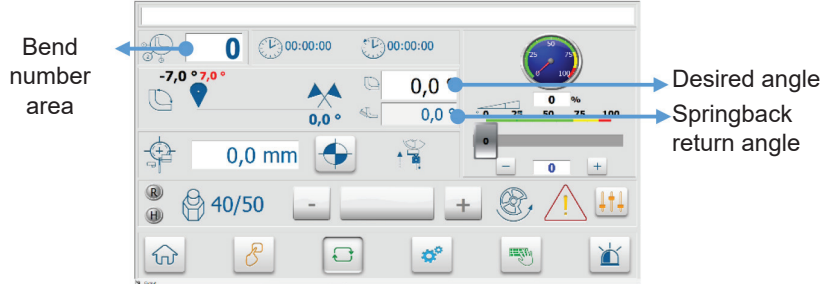 Bend
number
area
0
00:00:00
00:00:00
-7,0 ° 7,0 °
0,0 °
0,0 °
0,0 °
Desired angle
Springback
return angle
25
50
75
0
100
0 %
0 25 50 75 100
0
- 0 +
0,0 mm
R
H
40/50
-
+